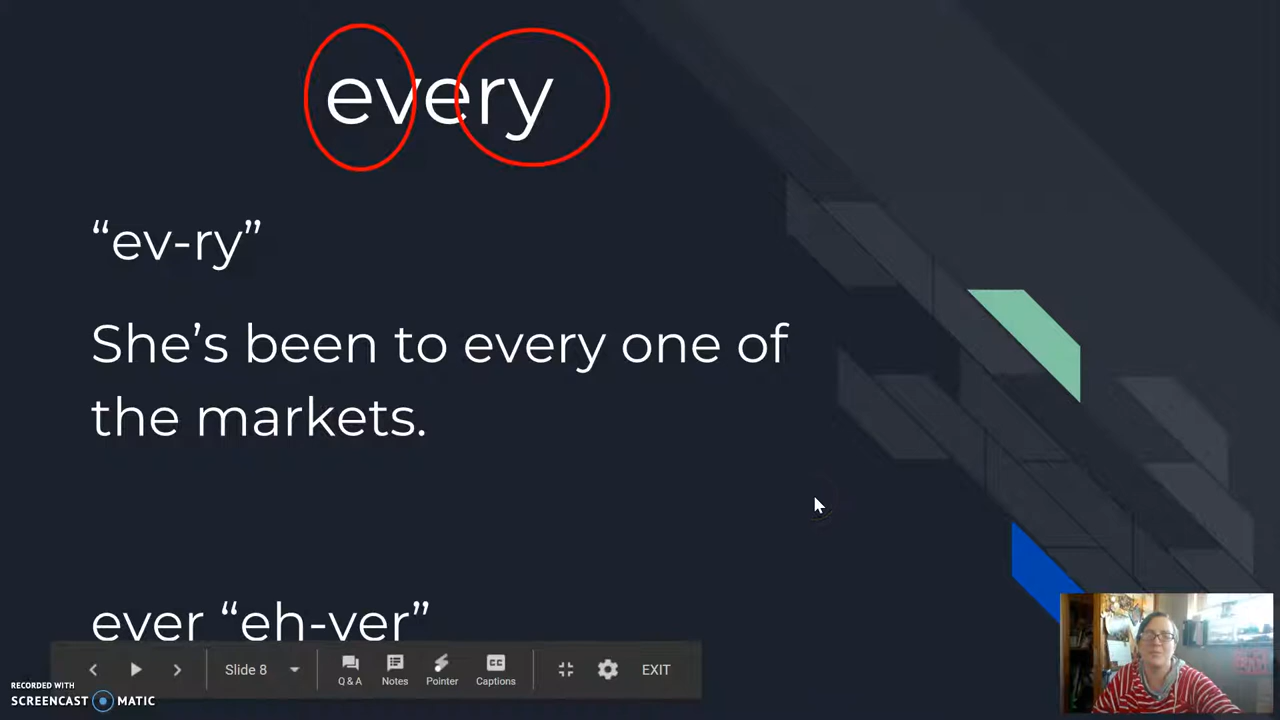 every
“ev-ry”
She’s been to every one of
the markets.
ever “eh-ver”
Slide 8
Q & A
Notes
Pointer
CC
Captions
EXIT
RECORDED WITH
SCREENCAST MATIC